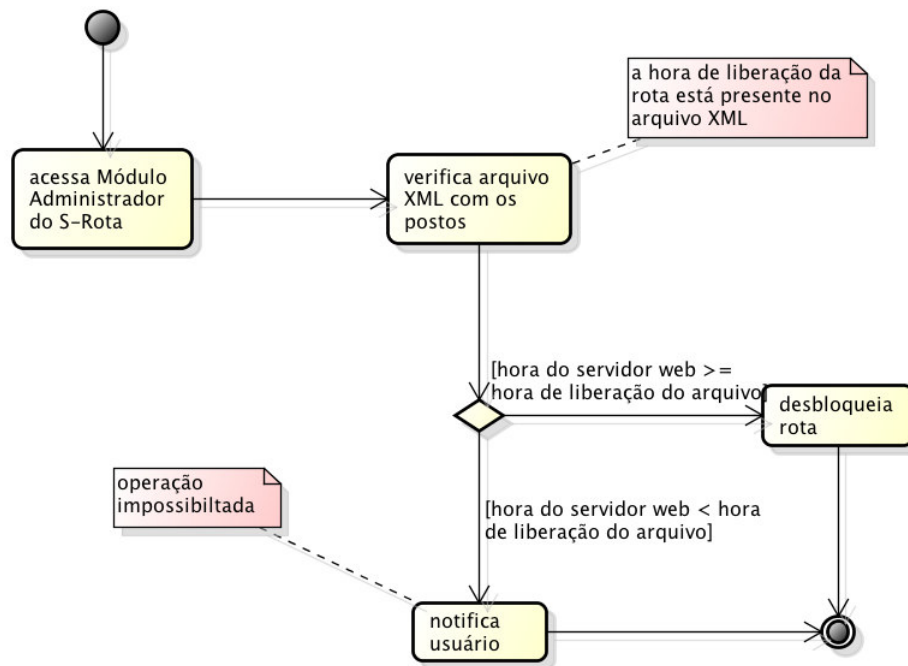 a hora de liberação da
rota está presente no
arquivo XML
acessa Módulo
Administrador
do S-Rota
verifica arquivo
XML com os
postos
[hora do servidor web >=
hora de liberação do arquivo]
desbloqueia
rota
operação
impossibiltada
[hora do servidor web < hora
de liberação do arquivo]
notifica
usuário